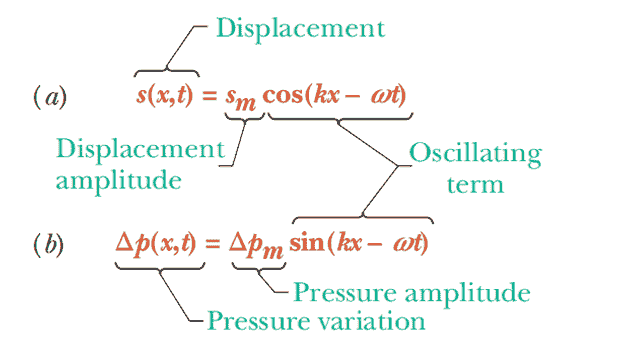 Displacement
(a) s(x,t) = sₘ cos(kx – ωt)
Displacement amplitude
Oscillating term
(b) Δp(x,t) = Δpₘ sin(kx – ωt)
Pressure amplitude
Pressure variation